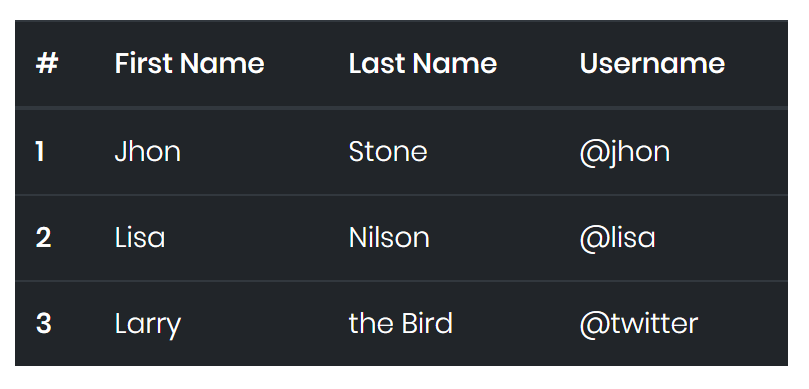 # First Name Last Name Username
1 Jhon Stone @jhon
2 Lisa Nilson @lisa
3 Larry the Bird @twitter